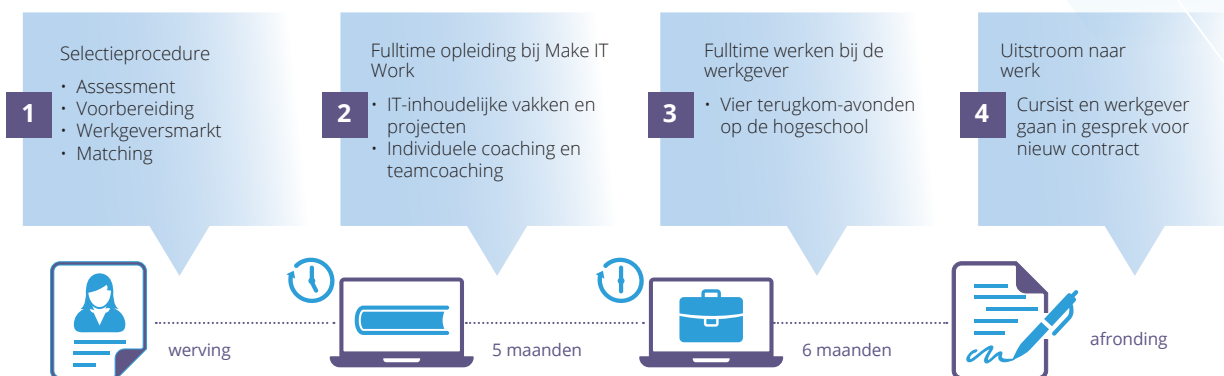 1
Selectieprocedure
• Assessment
• Voorbereiding
• Werkgeversmarkt
• Matching
2
Fulltime opleiding bij Make IT
Work
• IT-inhoudelijke vakken en
projecten
• Individuele coaching en
teamcoaching
3
Fulltime werken bij de
werkgever
• Vier terugkom-avonden
op de hogeschool
4
Uitstroom naar
werk
• Cursist en werkgever
gaan in gesprek voor
nieuw contract
werving
5 maanden
6 maanden
afronding